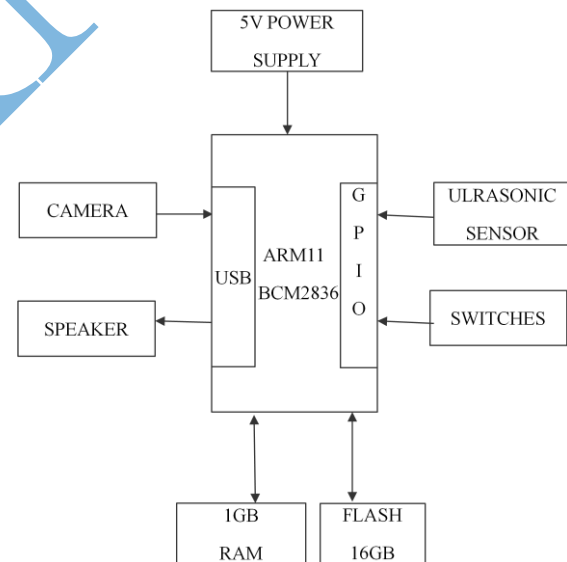 5V POWER
SUPPLY
CAMERA
SPEAKER
USB
ARM11
BCM2836
G
P
I
O
ULRASONIC
SENSOR
SWITCHES
1GB
RAM
FLASH
16GB